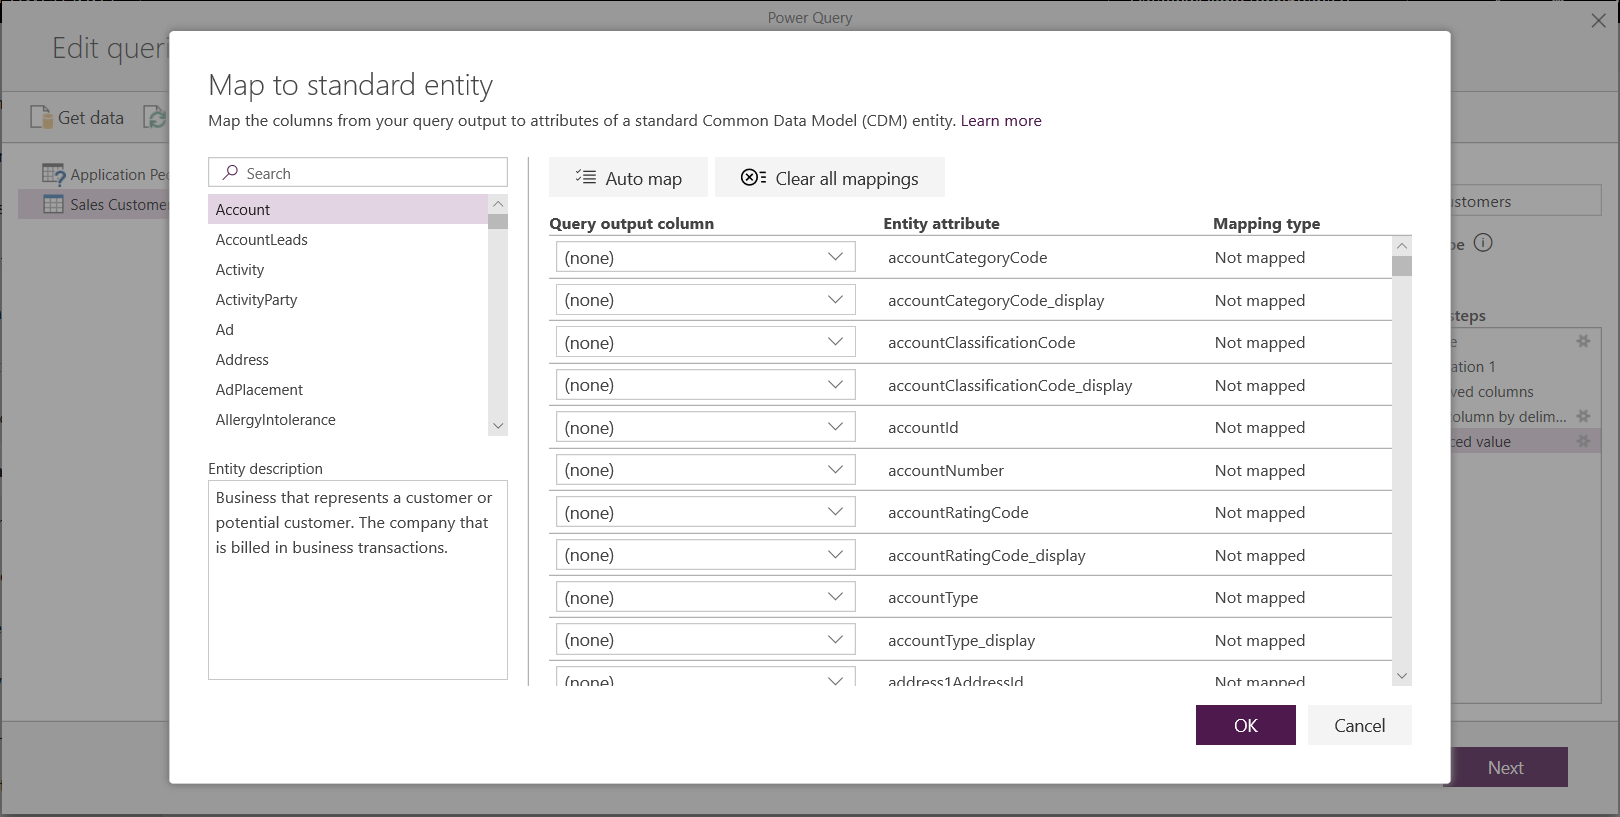 Power Query
Edit queri
Get data
Application Peo
Sales Custome
Map to standard entity
Map the columns from your query output to attributes of a standard Common Data Model (CDM) entity. Learn more
Search
Account
AccountLeads
Activity
ActivityParty
Ad
Address
AdPlacement
AllergyIntolerance
Entity description
Business that represents a customer or
potential customer. The company that
is billed in business transactions.
Auto map
Clear all mappings
Query output column Entity attribute Mapping type
(none) accountCategoryCode Not mapped
(none) accountCategoryCode_display Not mapped
(none) accountClassificationCode Not mapped
(none) accountClassificationCode_display Not mapped
(none) accountId Not mapped
(none) accountNumber Not mapped
(none) accountRatingCode Not mapped
(none) accountRatingCode_display Not mapped
(none) accountType Not mapped
(none) accountType_display Not mapped
(none) address1AddressId Not mapped
OK
Cancel
ustomers
pe
steps
e
ation 1
ved columns
olumn by delim...
ced value
Next